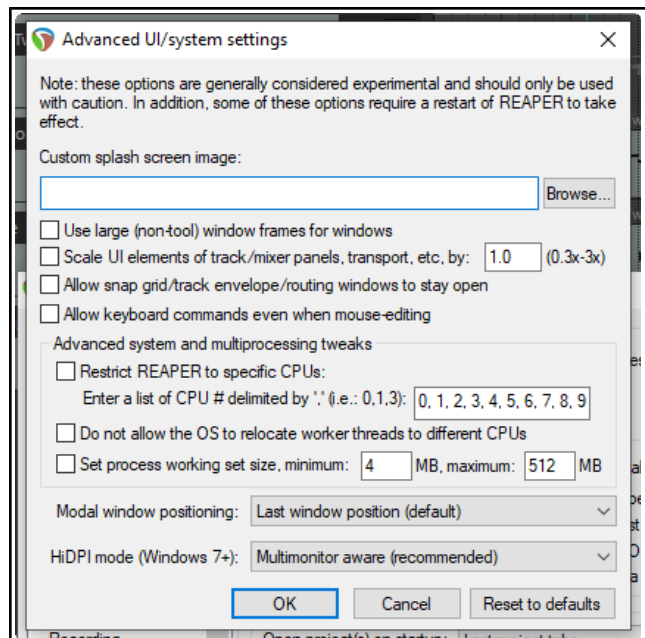 Advanced UI/system settings
Note: these options are generally considered experimental and should only be used
with caution. In addition, some of these options require a restart of REAPER to take
effect.
Custom splash screen image:
Browse...
Use large (non-tool) window frames for windows
Scale UI elements of track/mixer panels, transport, etc, by: 1.0 (0.3x-3x)
Allow snap grid/track envelope/routing windows to stay open
Allow keyboard commands even when mouse-editing
Advanced system and multiprocessing tweaks
Restrict REAPER to specific CPUs:
Enter a list of CPU # delimited by ',' (i.e.: 0,1,3): 0, 1, 2, 3, 4, 5, 6, 7, 8, 9
Do not allow the OS to relocate worker threads to different CPUs
Set process working set size, minimum: 4 MB, maximum: 512 MB
Modal window positioning: Last window position (default)
HiDPI mode (Windows 7+): Multimonitor aware (recommended)
OK Cancel Reset to defaults